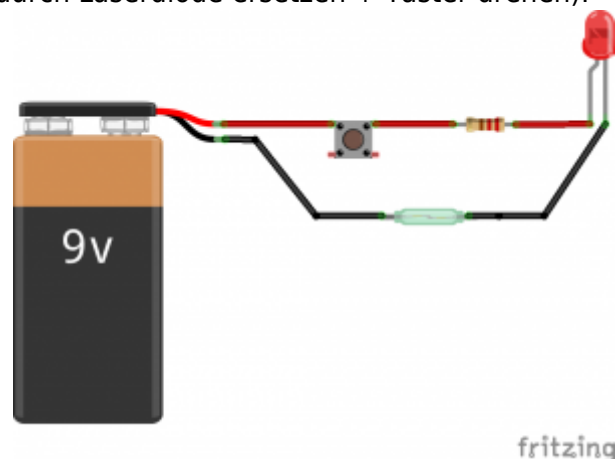 durch Laserdiode ersetzen + Taster drehen).
9v
fritzing